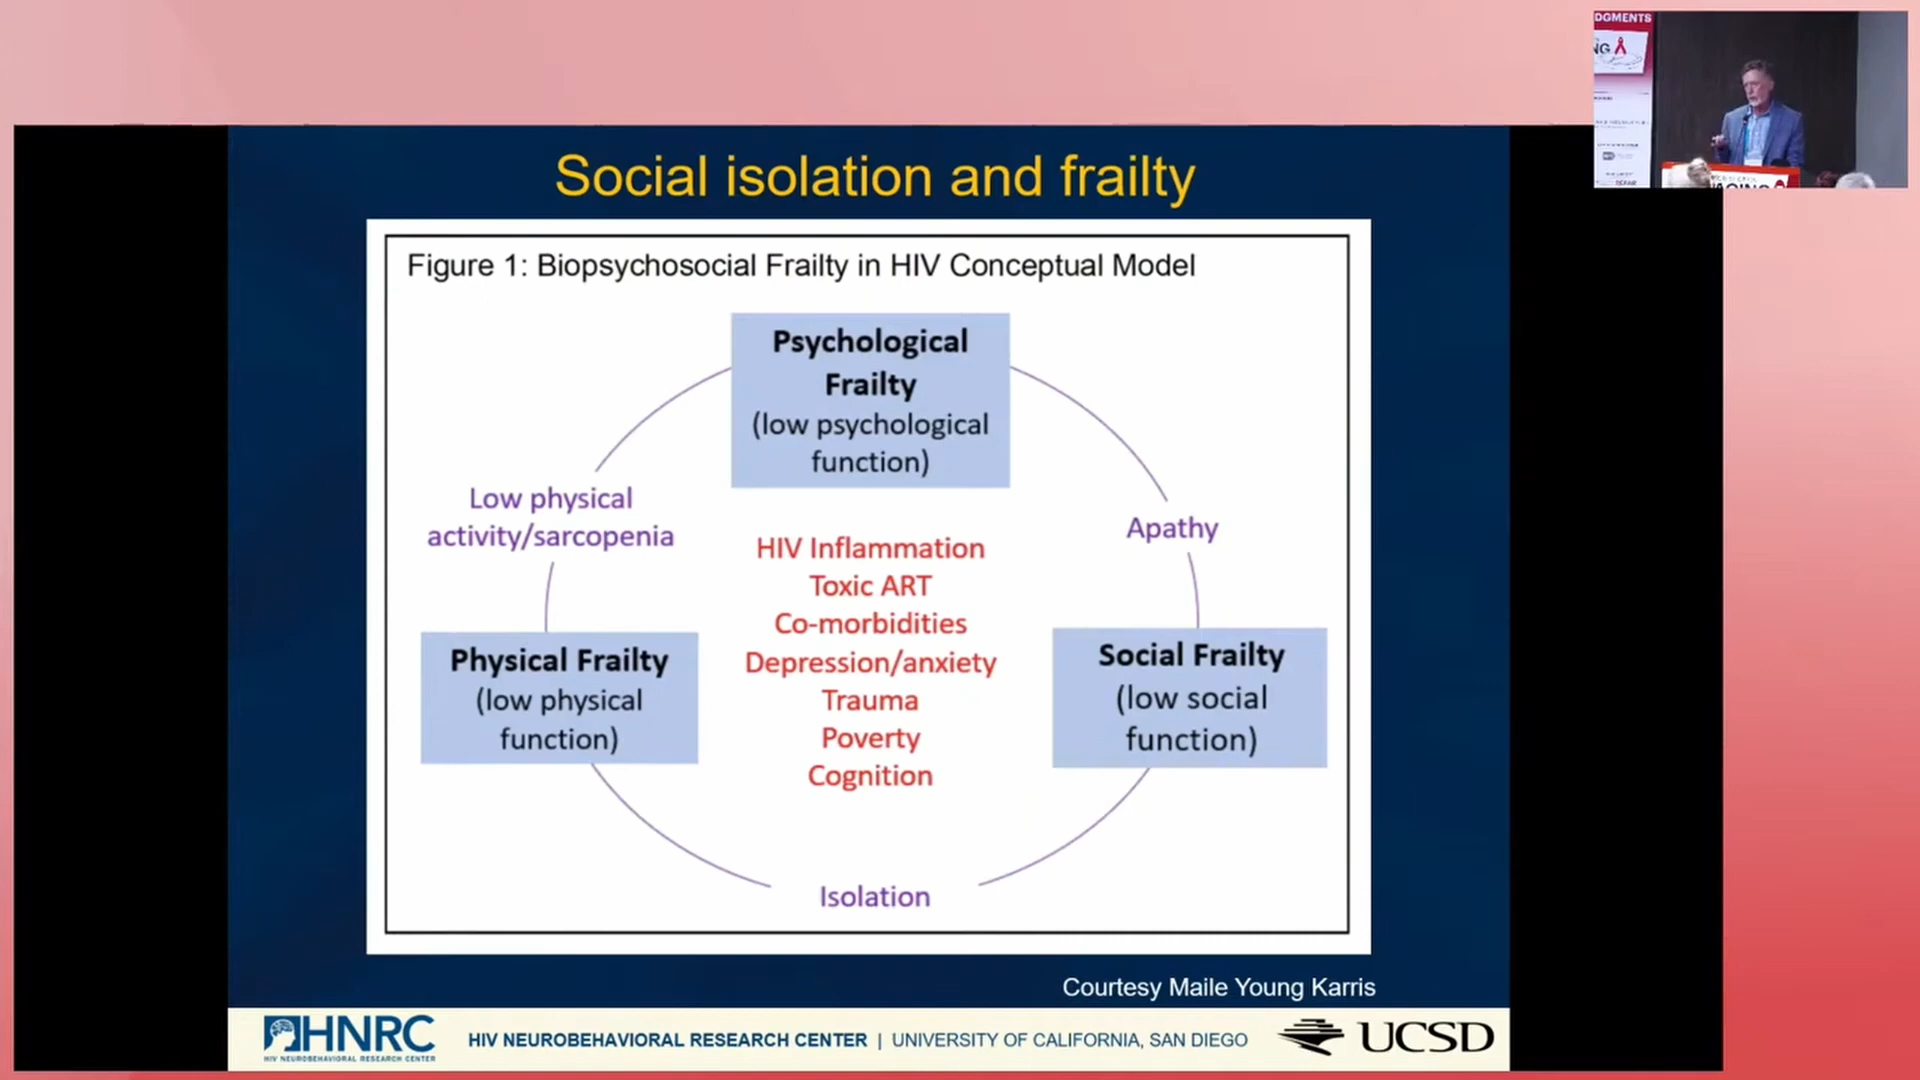 DGMENTS
Social isolation and frailty
Figure 1: Biopsychosocial Frailty in HIV Conceptual Model
Psychological
Frailty
(low psychological
function)
Low physical
activity/sarcopenia
Apathy
HIV Inflammation
Toxic ART
Co-morbidities
Depression/anxiety
Trauma
Poverty
Cognition
Physical Frailty
(low physical
function)
Social Frailty
(low social
function)
Isolation
Courtesy Maile Young Karris
HNRC
HIV NEUROBEHAVIORAL RESEARCH CENTER
HIV NEUROBEHAVIORAL RESEARCH CENTER | UNIVERSITY OF CALIFORNIA, SAN DIEGO
UCSD